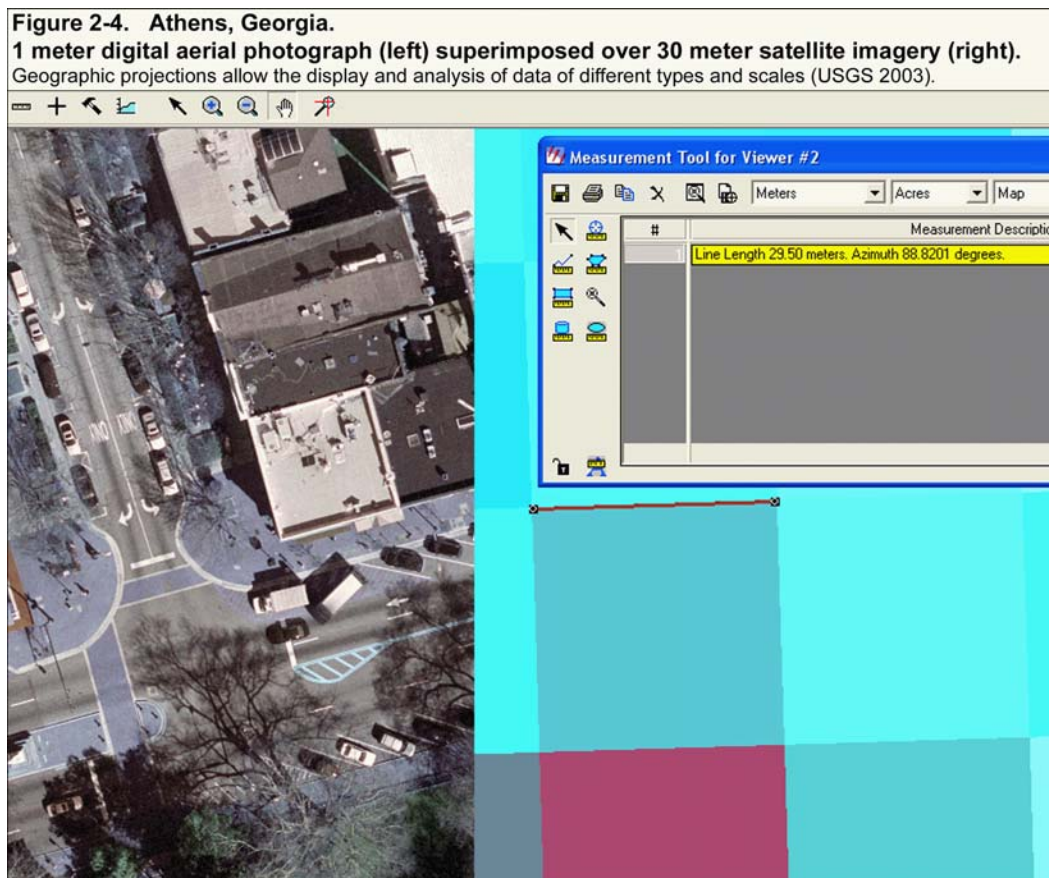 Figure 2-4. Athens, Georgia.
1 meter digital aerial photograph (left) superimposed over 30 meter satellite imagery (right).
Geographic projections allow the display and analysis of data of different types and scales (USGS 2003).
Measurement Tool for Viewer #2
Meters Acres Map
# Measurement Descriptio
1 Line Length 29.50 meters. Azimuth 88.8201 degrees.